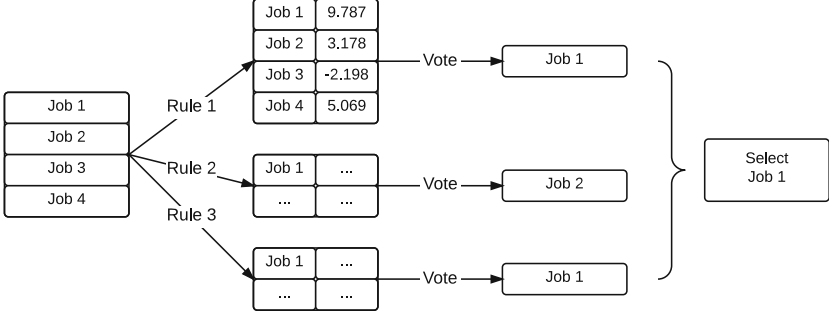 Job 1
Job 2
Job 3
Job 4
Rule 1
Rule 2
Rule 3
Job 1 9.787
Job 2 3.178
Job 3 -2.198
Job 4 5.069
Vote
Job 1
Job 1 ...
... ...
Vote
Job 2
Job 1 ...
... ...
Vote
Job 1
Select
Job 1